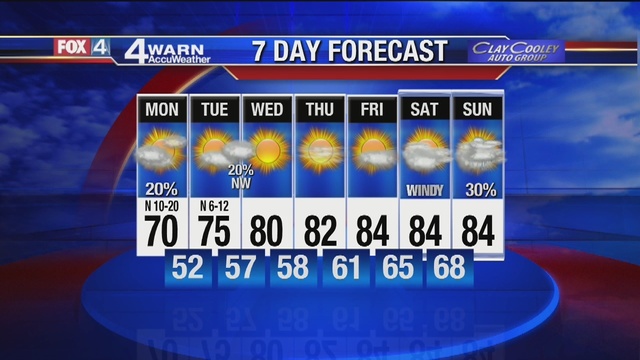 FOX 4 4WARN AccuWeather 7 DAY FORECAST CLAY COOLEY AUTO GROUP
MON TUE WED THU FRI SAT SUN
20% 20% NW WINDY 30%
N 10-20 N 6-12
70 75 80 82 84 84 84
52 57 58 61 65 68